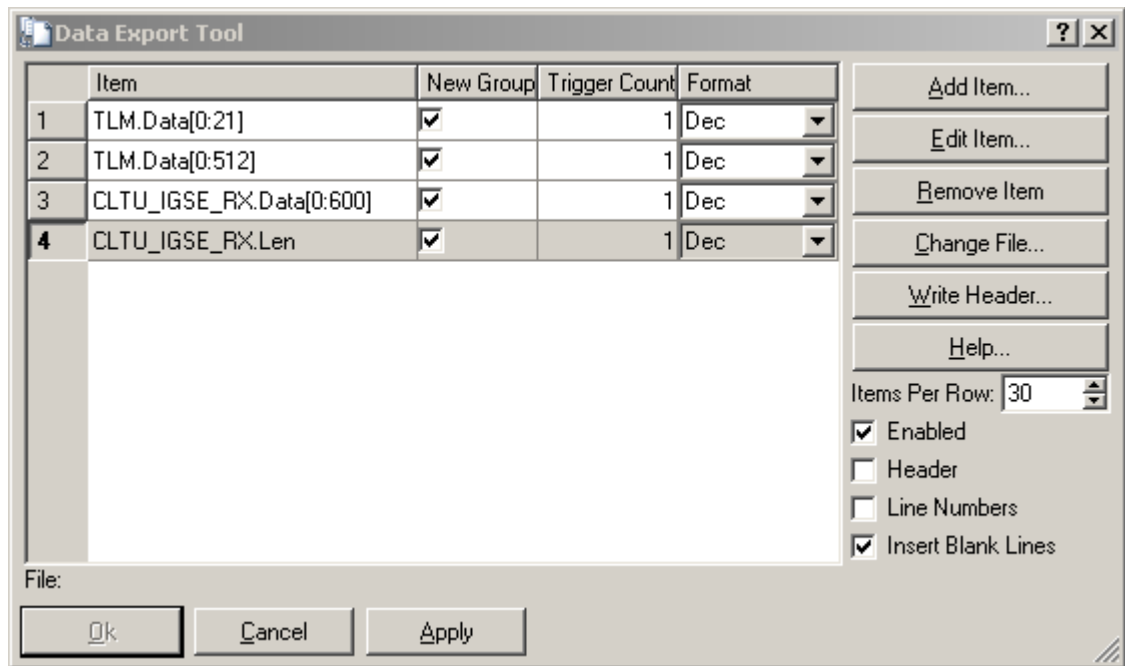 Data Export Tool
Item New Group Trigger Count Format
1 TLM.Data[0:21] 1 Dec
2 TLM.Data[0:512] 1 Dec
3 CLTU_IGSE_RX.Data[0:600] 1 Dec
4 CLTU_IGSE_RX.Len 1 Dec
Add Item...
Edit Item...
Remove Item
Change File...
Write Header...
Help...
Items Per Row: 30
Enabled
Header
Line Numbers
Insert Blank Lines
File:
Ok Cancel Apply